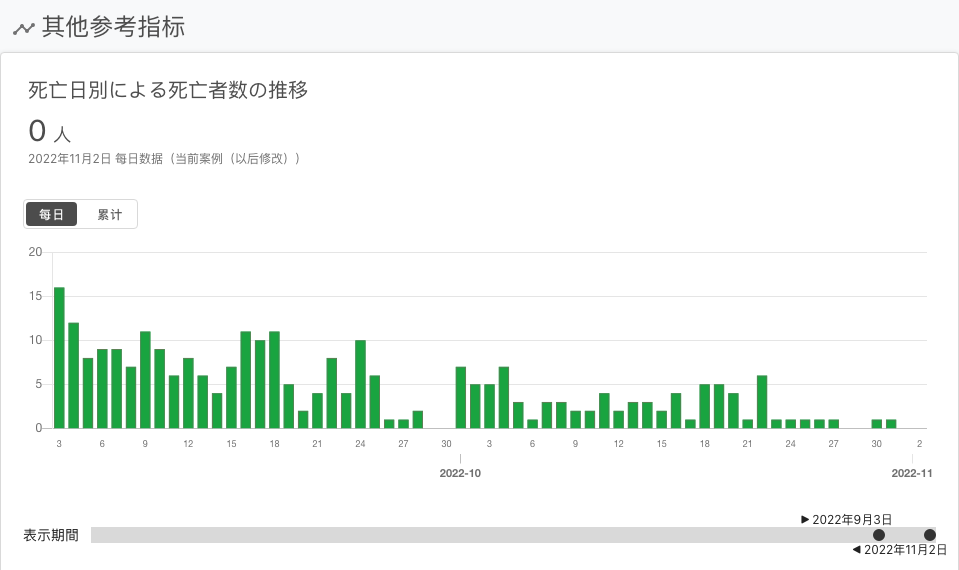 其他参考指标
死亡日別による死亡者数の推移
0 人
2022年11月2日 每日数据（当前案例（以后修改））
每日 累计
20
15
10
5
0
3 6 9 12 15 18 21 24 27 30 3 6 9 12 15 18 21 24 27 30 2
2022-10 2022-11
2022年9月3日
表示期間
2022年11月2日